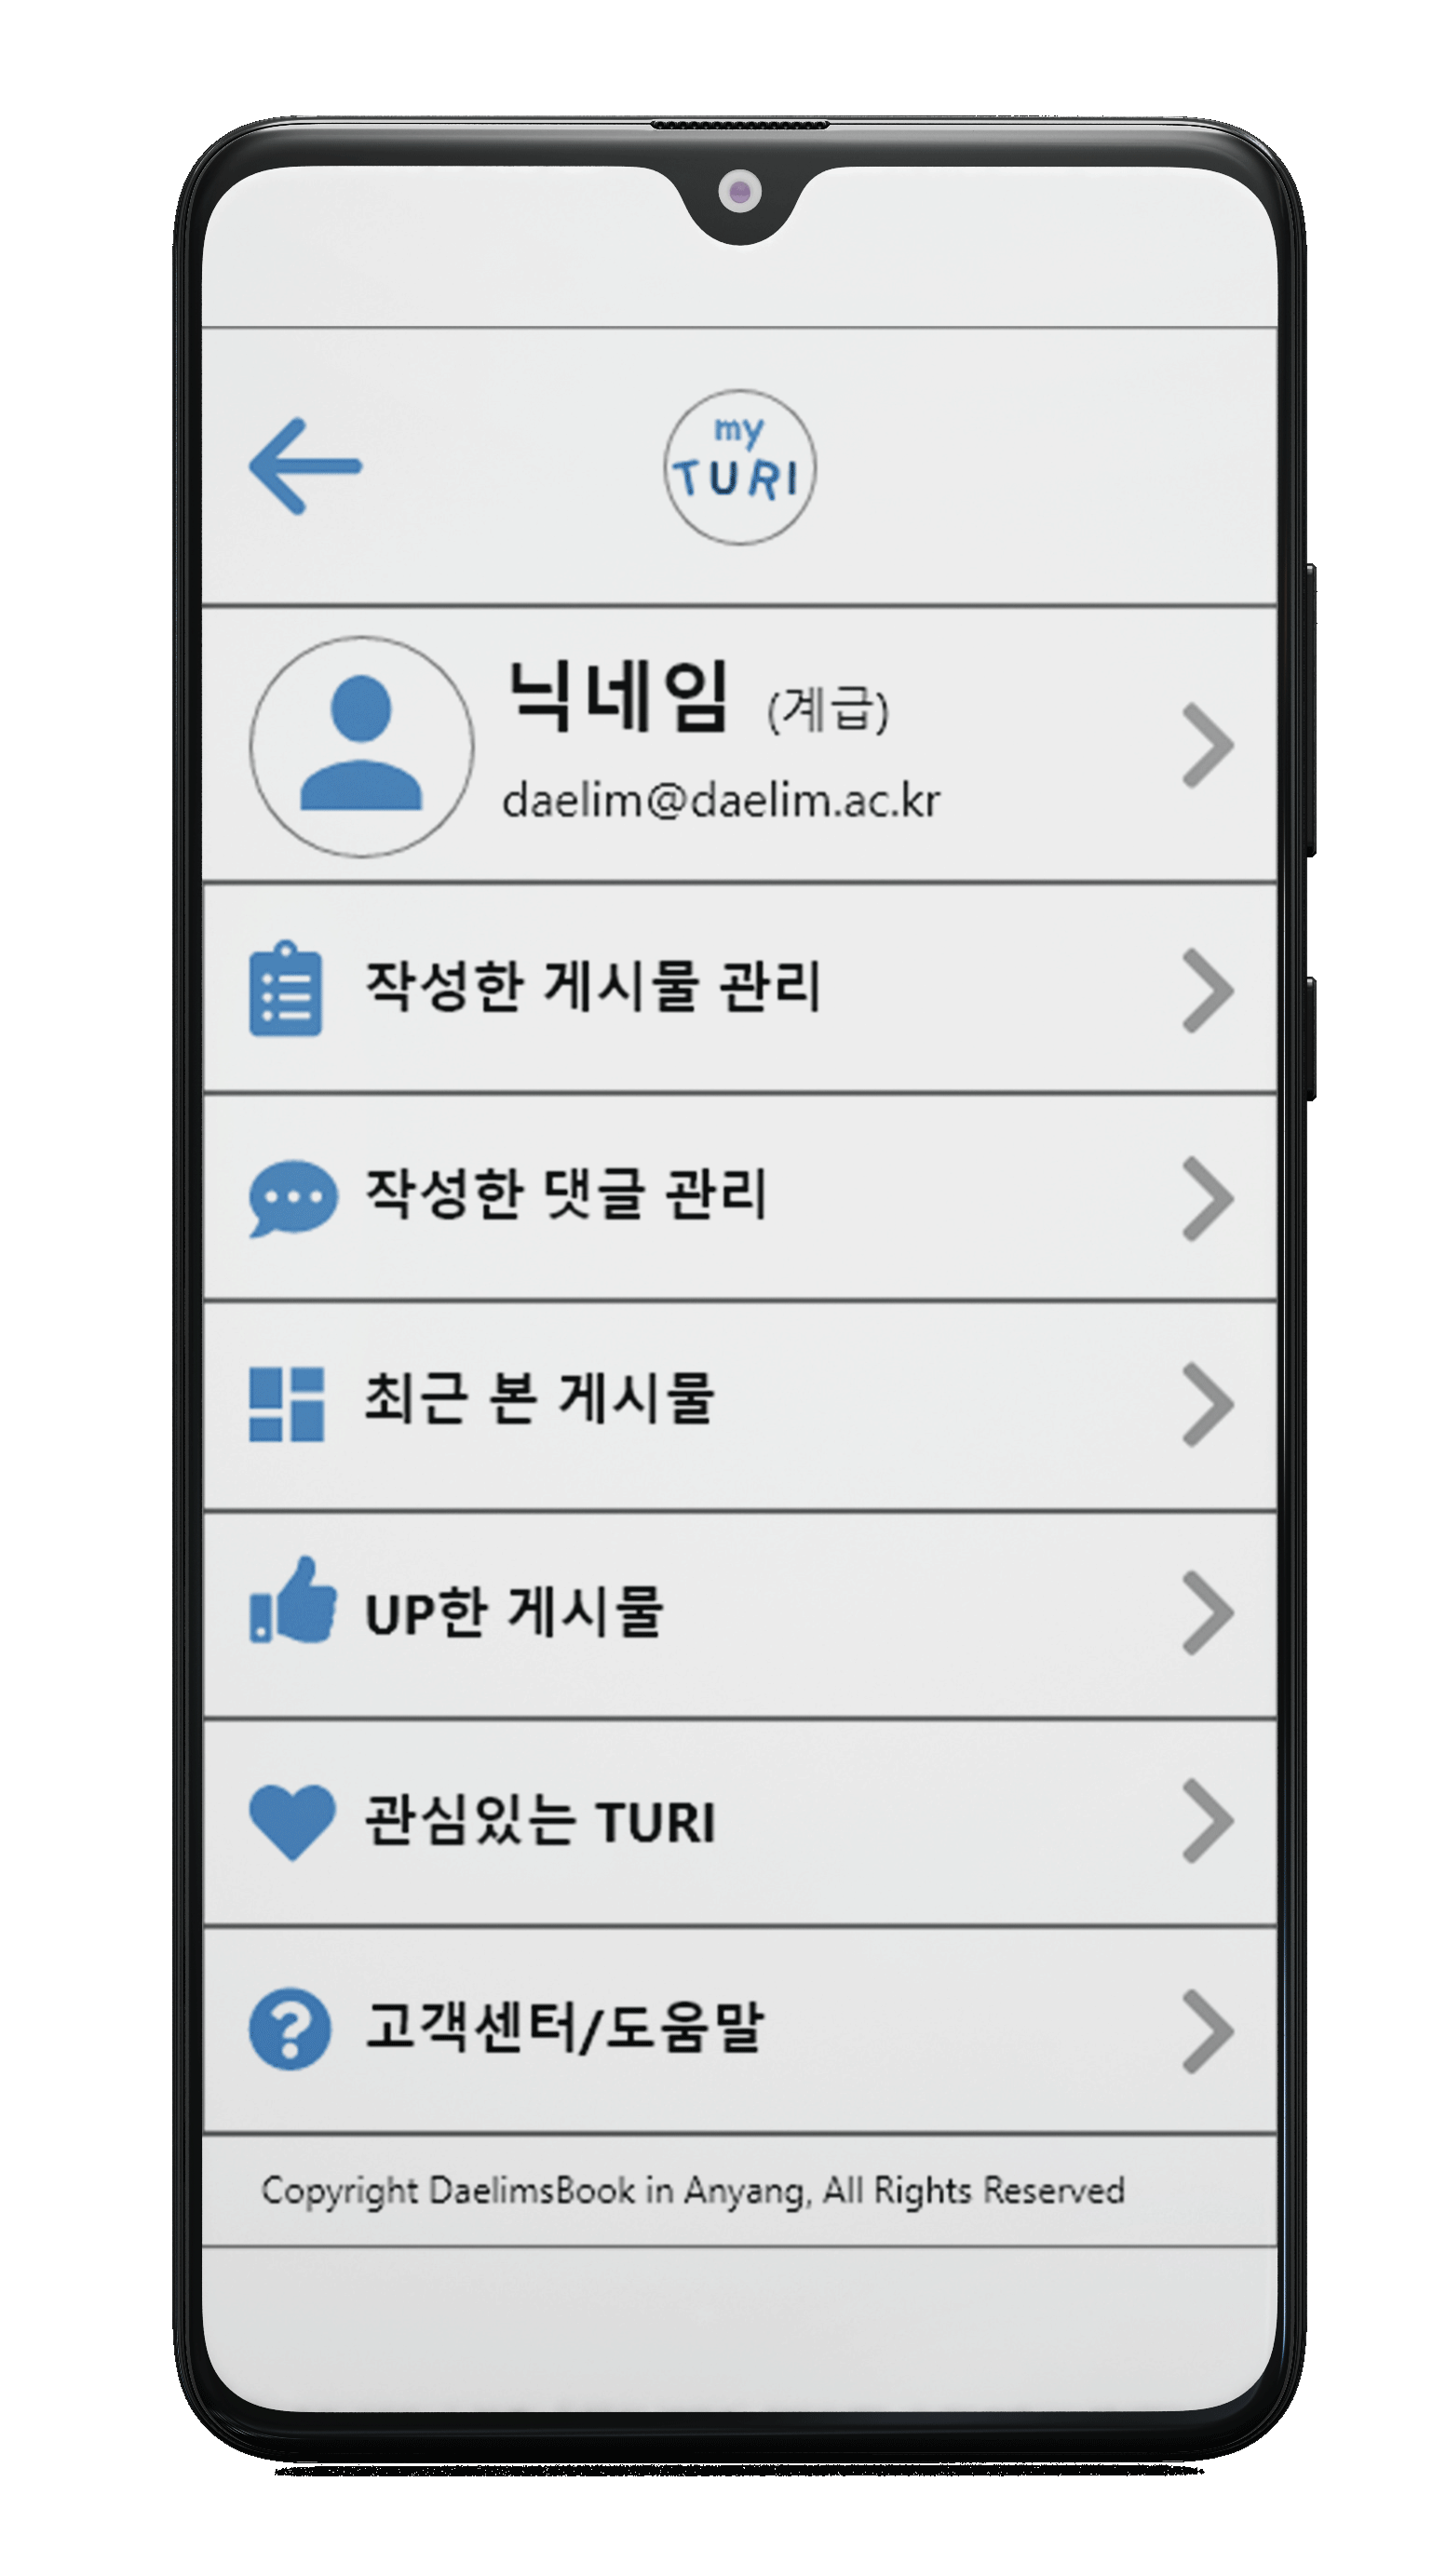 my
TURI
닉네임 (계급)
daelim@daelim.ac.kr
작성한 게시물 관리
작성한 댓글 관리
최근 본 게시물
UP한 게시물
관심있는 TURI
고객센터/도움말
Copyright DaelimsBook in Anyang, All Rights Reserved